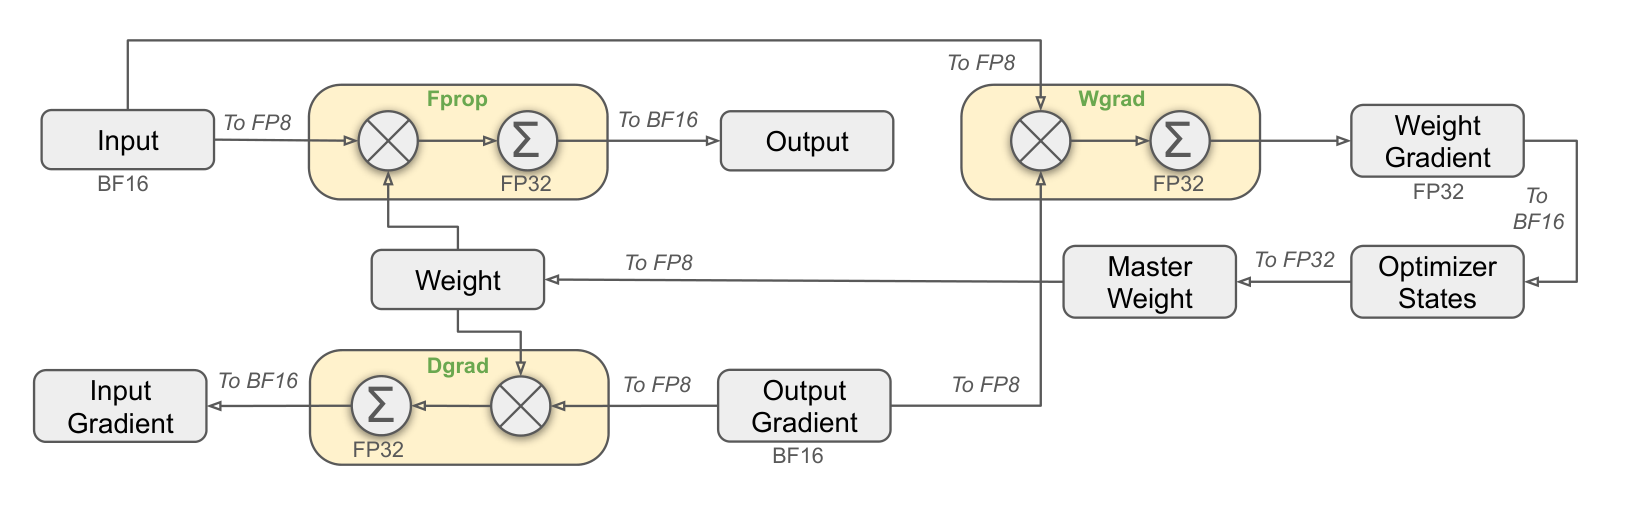 To FP8
Fprop
Wgrad
Input
To FP8
Σ
To BF16
Output
Σ
Weight
Gradient
BF16
FP32
FP32
FP32
To
BF16
Weight
To FP8
Master
Weight
To FP32
Optimizer
States
Dgrad
Input
Gradient
To BF16
Σ
FP32
To FP8
Output
Gradient
BF16
To FP8